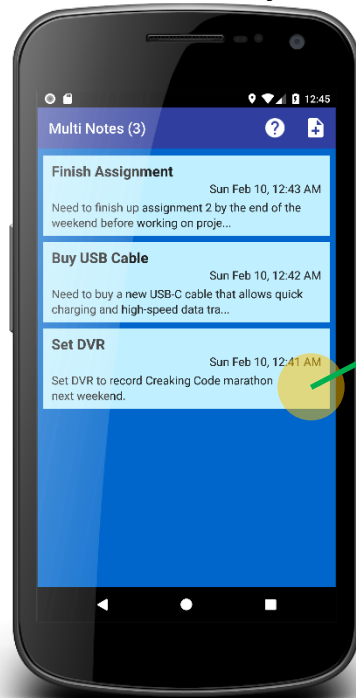 12:45
Multi Notes (3)
Finish Assignment
Sun Feb 10, 12:43 AM
Need to finish up assignment 2 by the end of the
weekend before working on proje...
Buy USB Cable
Sun Feb 10, 12:42 AM
Need to buy a new USB-C cable that allows quick
charging and high-speed data tra...
Set DVR
Sun Feb 10, 12:41 AM
Set DVR to record Creaking Code marathon
next weekend.